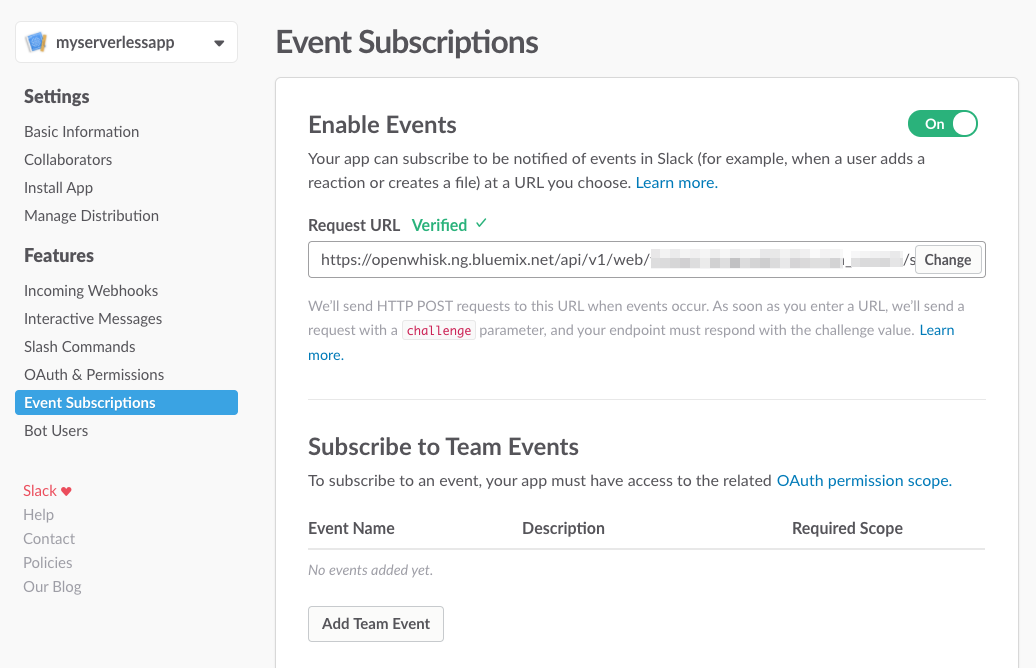 myserverlessapp
Settings
Basic Information
Collaborators
Install App
Manage Distribution
Features
Incoming Webhooks
Interactive Messages
Slash Commands
OAuth & Permissions
Event Subscriptions
Bot Users
Slack ♥
Help
Contact
Policies
Our Blog
Event Subscriptions
Enable Events
On
Your app can subscribe to be notified of events in Slack (for example, when a user adds a
reaction or creates a file) at a URL you choose. Learn more.
Request URL Verified ✓
https://openwhisk.ng.bluemix.net/api/v1/web/ /s Change
We'll send HTTP POST requests to this URL when events occur. As soon as you enter a URL, we'll send a
request with a challenge parameter, and your endpoint must respond with the challenge value. Learn
more.
Subscribe to Team Events
To subscribe to an event, your app must have access to the related OAuth permission scope.
Event Name Description Required Scope
No events added yet.
Add Team Event